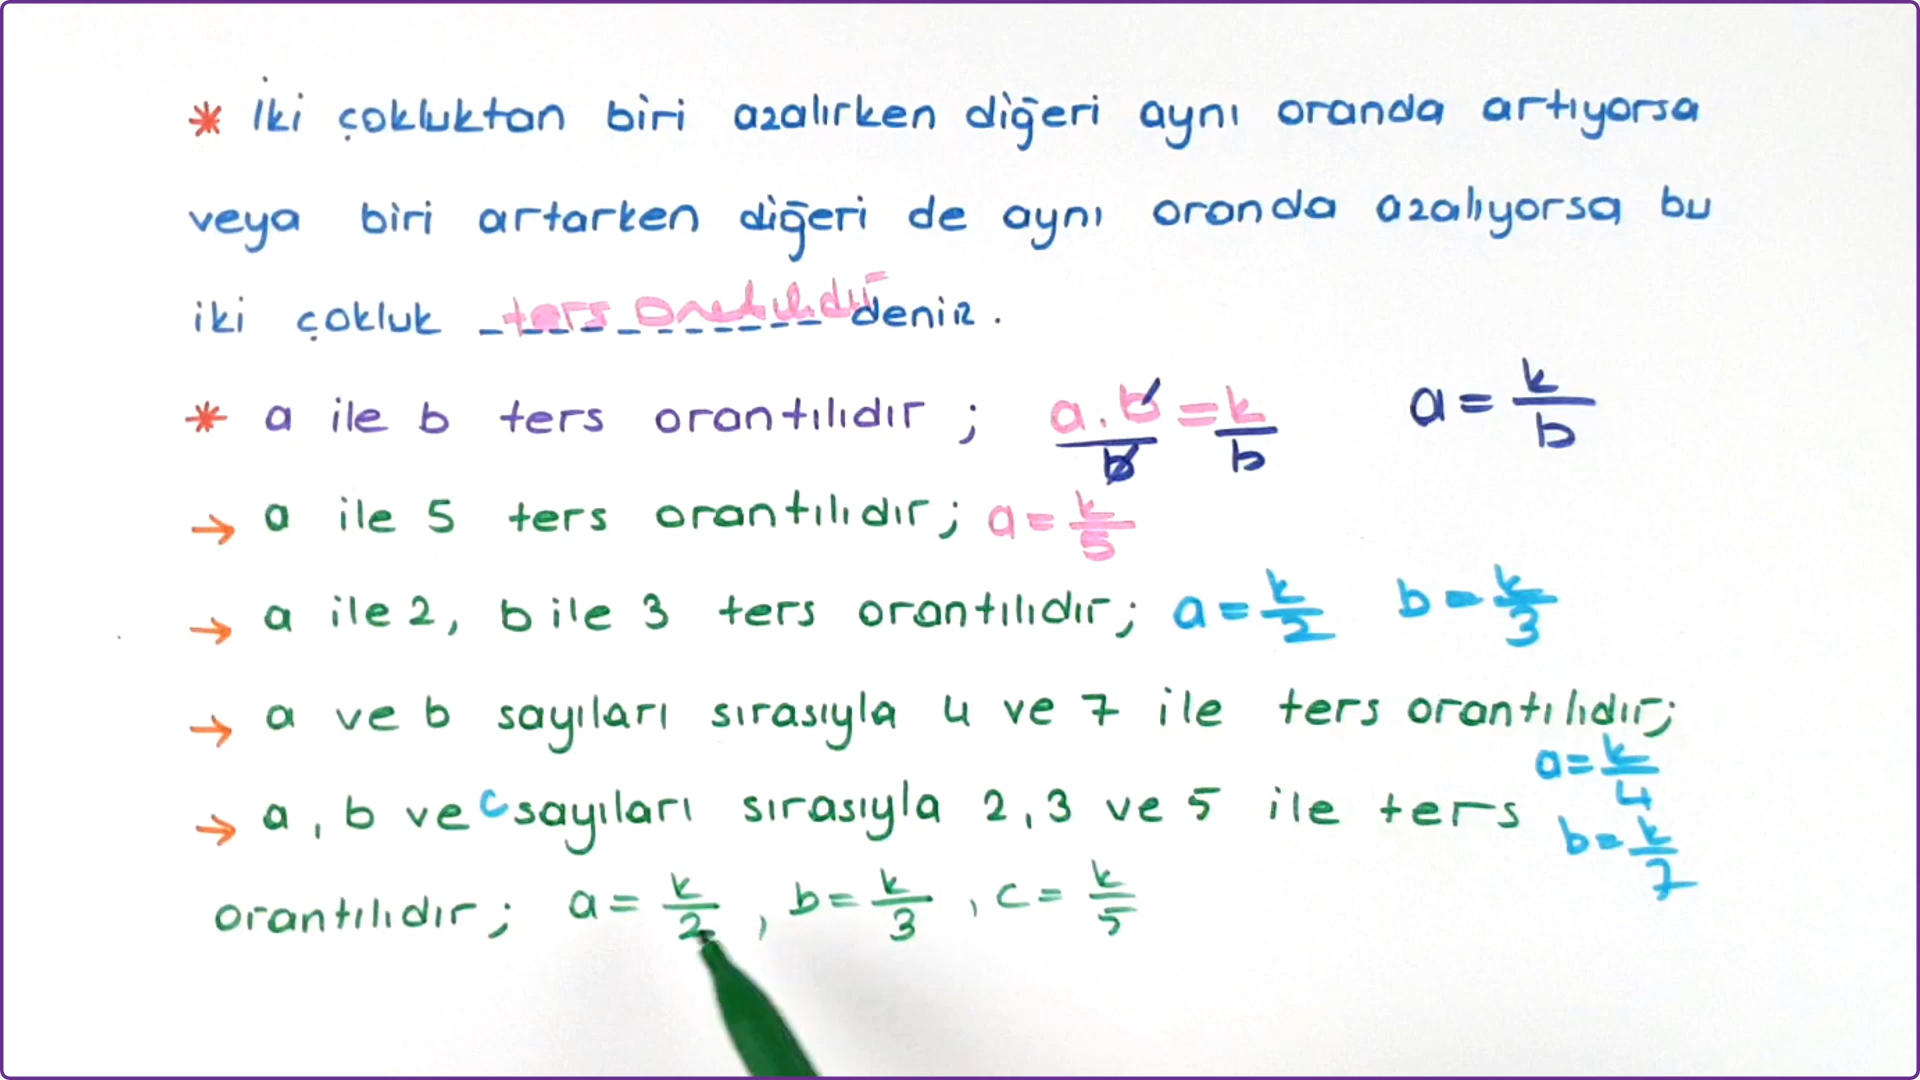 * İki çokluktan biri azalırken diğeri aynı oranda artıyorsa
veya biri artarken diğeri de aynı oranda azalıyorsa bu
iki çokluk ters orantılıdır deniz.
* a ile b ters orantılıdır ; a.b/b = k/b a = k/b
→ a ile 5 ters orantılıdır; a = k/5
→ a ile 2, b ile 3 ters orantılıdır; a = k/2 b = k/3
→ a ve b sayıları sırasıyla 4 ve 7 ile ters orantılıdır;
a = k/4
→ a, b ve c sayıları sırasıyla 2, 3 ve 5 ile ters
b = k/7
orantılıdır; a = k/2 , b = k/3 , c = k/5